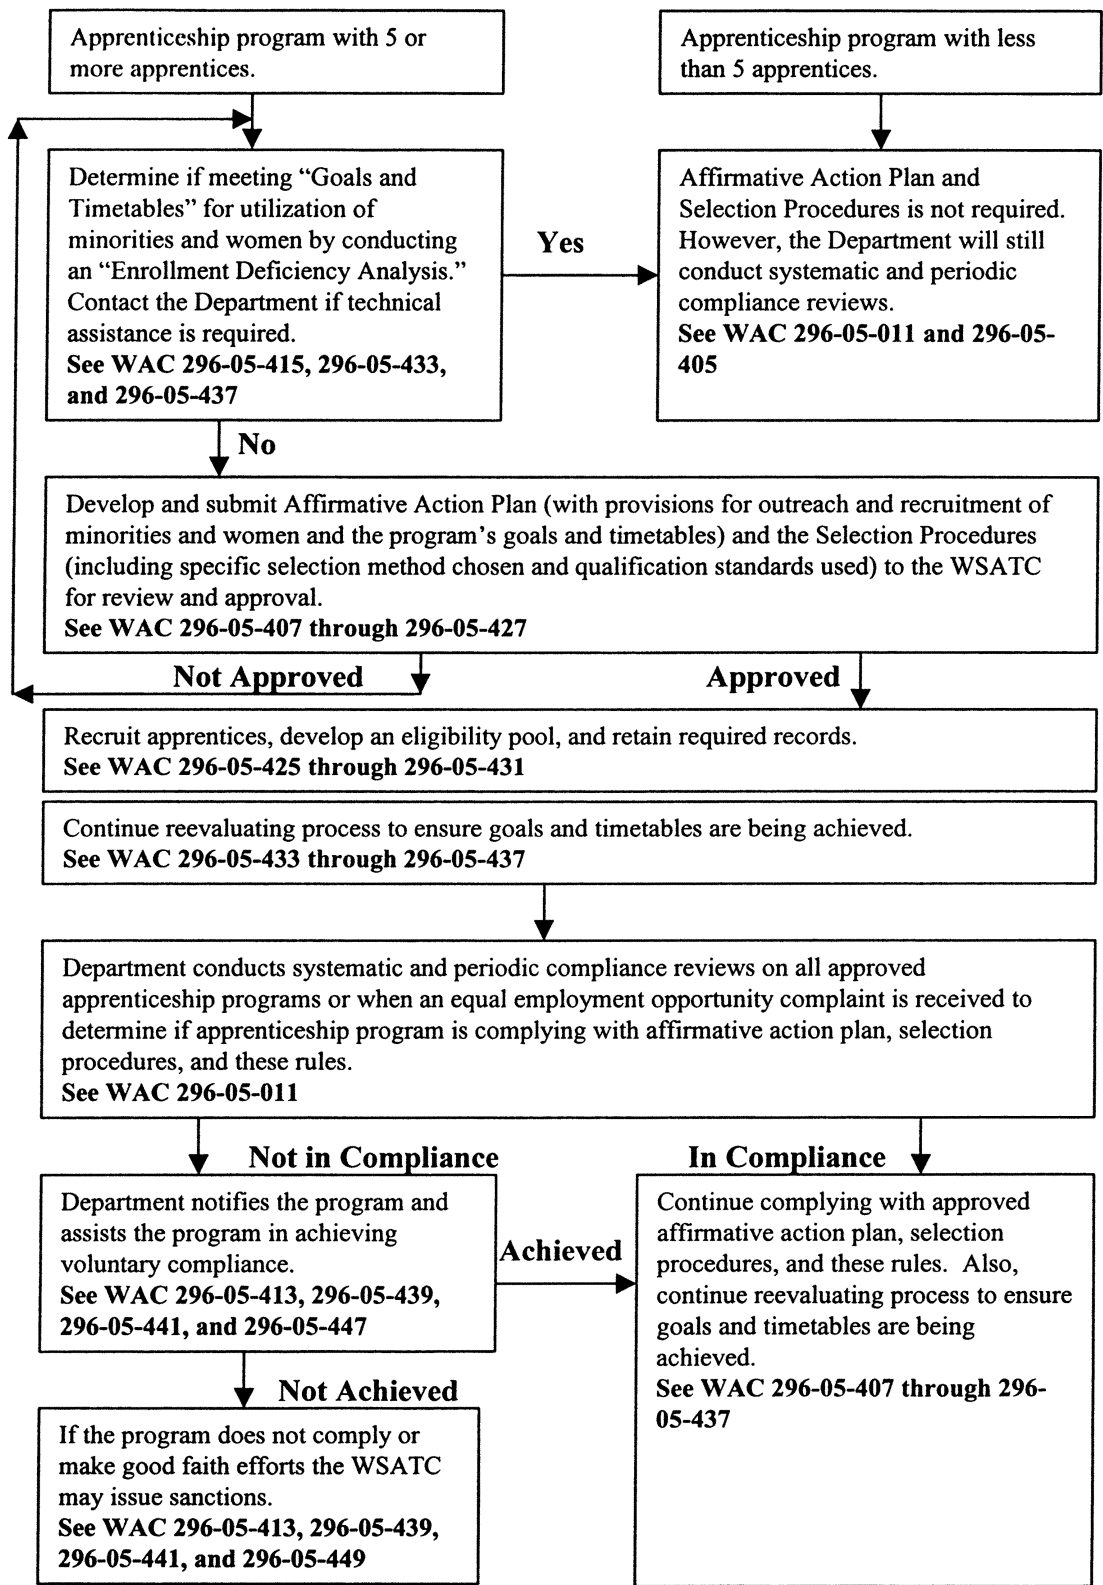 Apprenticeship program with 5 or
more apprentices.
Apprenticeship program with less
than 5 apprentices.
Determine if meeting “Goals and
Timetables” for utilization of
minorities and women by conducting
an “Enrollment Deficiency Analysis.”
Contact the Department if technical
assistance is required.
See WAC 296-05-415, 296-05-433,
and 296-05-437
Yes
Affirmative Action Plan and
Selection Procedures is not required.
However, the Department will still
conduct systematic and periodic
compliance reviews.
See WAC 296-05-011 and 296-05-
405
No
Develop and submit Affirmative Action Plan (with provisions for outreach and recruitment of
minorities and women and the program’s goals and timetables) and the Selection Procedures
(including specific selection method chosen and qualification standards used) to the WSATC
for review and approval.
See WAC 296-05-407 through 296-05-427
Not Approved
Approved
Recruit apprentices, develop an eligibility pool, and retain required records.
See WAC 296-05-425 through 296-05-431
Continue reevaluating process to ensure goals and timetables are being achieved.
See WAC 296-05-433 through 296-05-437
Department conducts systematic and periodic compliance reviews on all approved
apprenticeship programs or when an equal employment opportunity complaint is received to
determine if apprenticeship program is complying with affirmative action plan, selection
procedures, and these rules.
See WAC 296-05-011
Not in Compliance
In Compliance
Department notifies the program and
assists the program in achieving
voluntary compliance.
See WAC 296-05-413, 296-05-439,
296-05-441, and 296-05-447
Achieved
Continue complying with approved
affirmative action plan, selection
procedures, and these rules. Also,
continue reevaluating process to ensure
goals and timetables are being
achieved.
See WAC 296-05-407 through 296-
05-437
Not Achieved
If the program does not comply or
make good faith efforts the WSATC
may issue sanctions.
See WAC 296-05-413, 296-05-439,
296-05-441, and 296-05-449